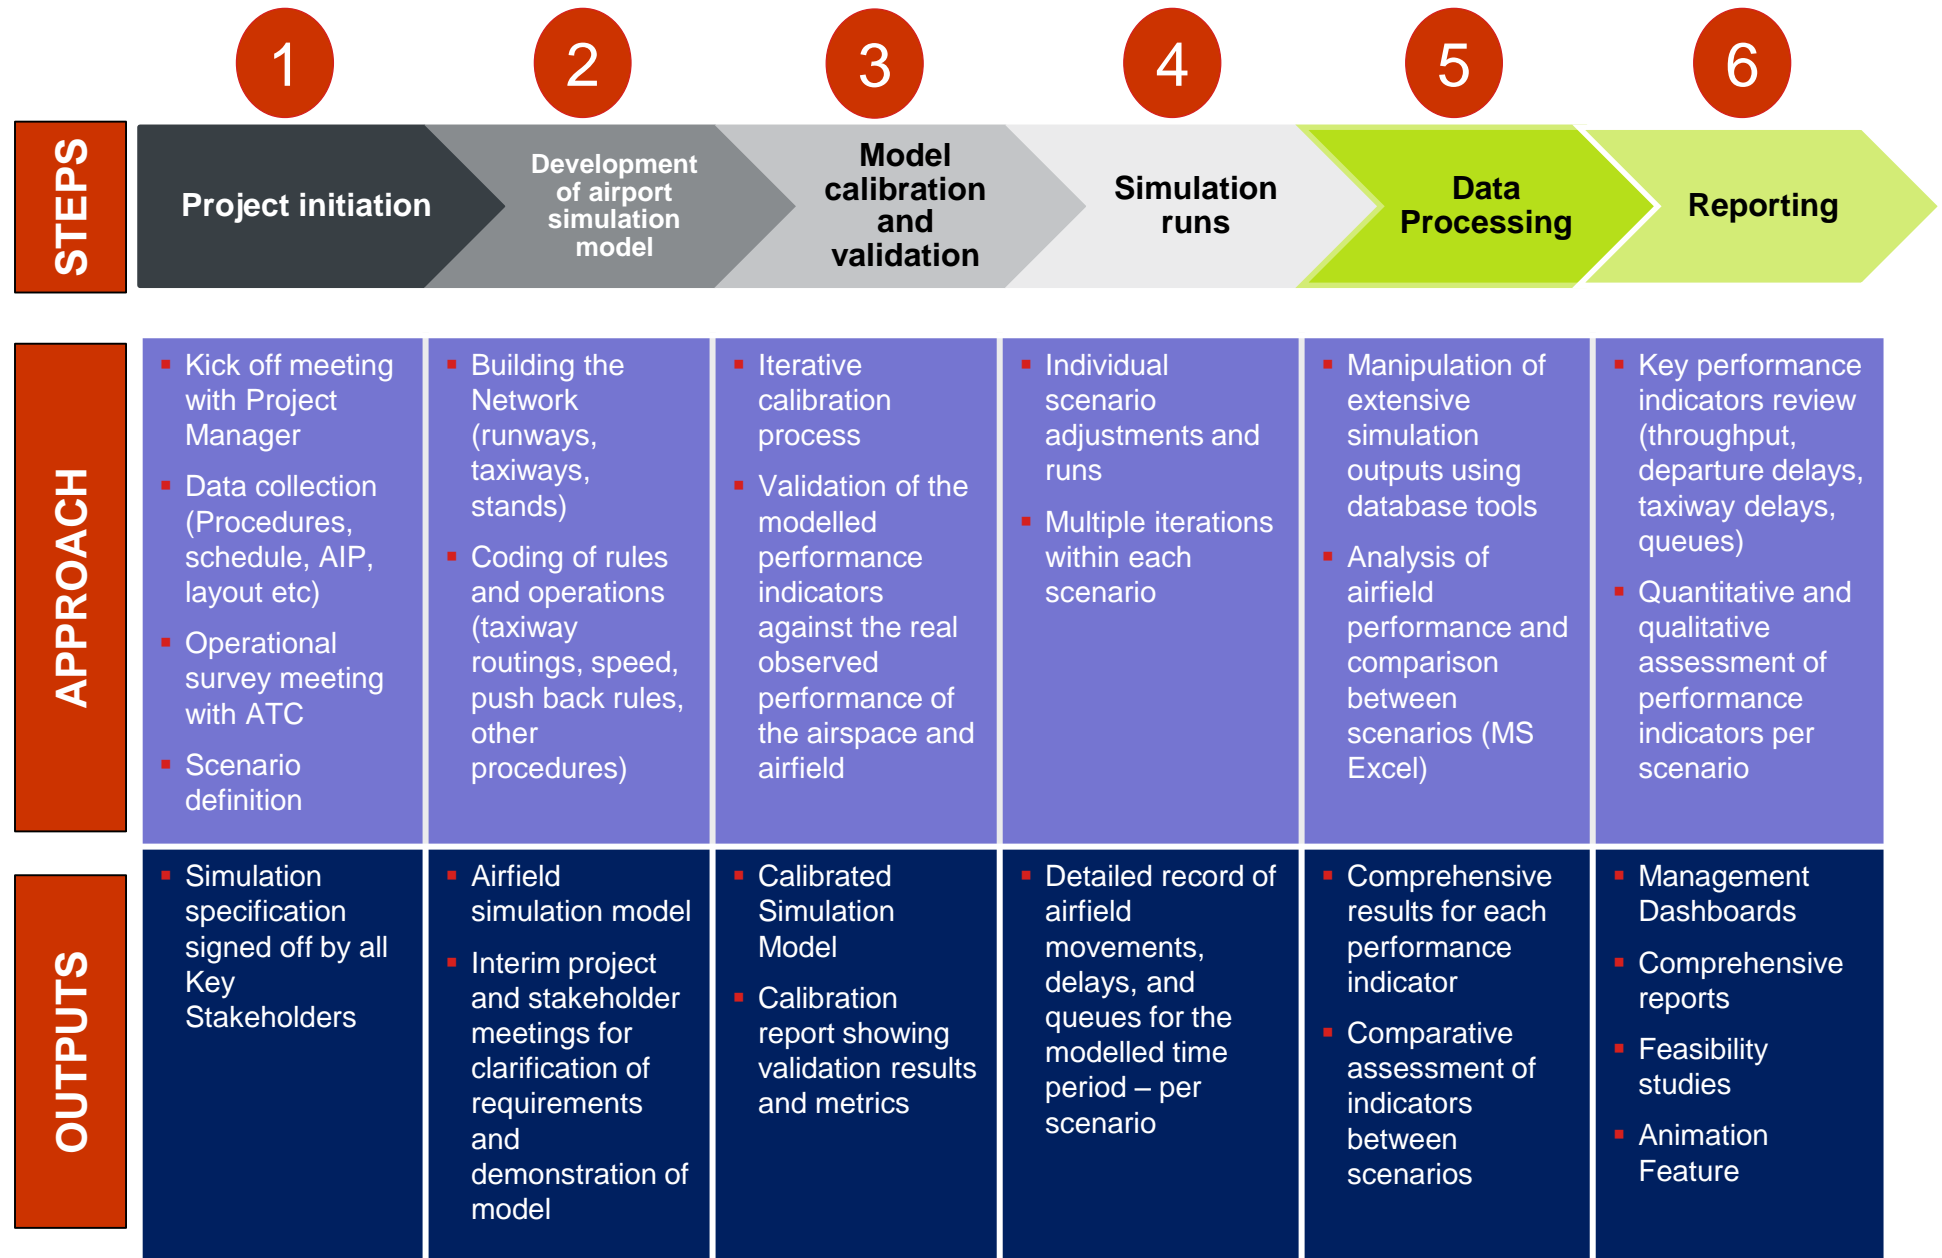 1
2
3
4
5
6
STEPS
Project initiation
Development
of airport
simulation
model
Model
calibration
and
validation
Simulation
runs
Data
Processing
Reporting
APPROACH
Kick off meeting
with Project
Manager
Data collection
(Procedures,
schedule, AIP,
layout etc)
Operational
survey meeting
with ATC
Scenario
definition
Building the
Network
(runways,
taxiways,
stands)
Coding of rules
and operations
(taxiway
routings, speed,
push back rules,
other
procedures)
Iterative
calibration
process
Validation of the
modelled
performance
indicators
against the real
observed
performance of
the airspace and
airfield
Individual
scenario
adjustments and
runs
Multiple iterations
within each
scenario
Manipulation of
extensive
simulation
outputs using
database tools
Analysis of
airfield
performance and
comparison
between
scenarios (MS
Excel)
Key performance
indicators review
(throughput,
departure delays,
taxiway delays,
queues)
Quantitative and
qualitative
assessment of
performance
indicators per
scenario
OUTPUTS
Simulation
specification
signed off by all
Key
Stakeholders
Airfield
simulation model
Interim project
and stakeholder
meetings for
clarification of
requirements
and
demonstration of
model
Calibrated
Simulation
Model
Calibration
report showing
validation results
and metrics
Detailed record of
airfield
movements,
delays, and
queues for the
modelled time
period – per
scenario
Comprehensive
results for each
performance
indicator
Comparative
assessment of
indicators
between
scenarios
Management
Dashboards
Comprehensive
reports
Feasibility
studies
Animation
Feature